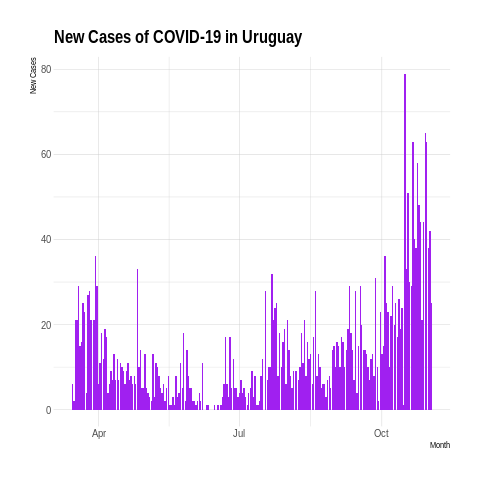 New Cases of COVID-19 in Uruguay
New Cases
80
60
40
20
0
Apr
Jul
Oct
Month